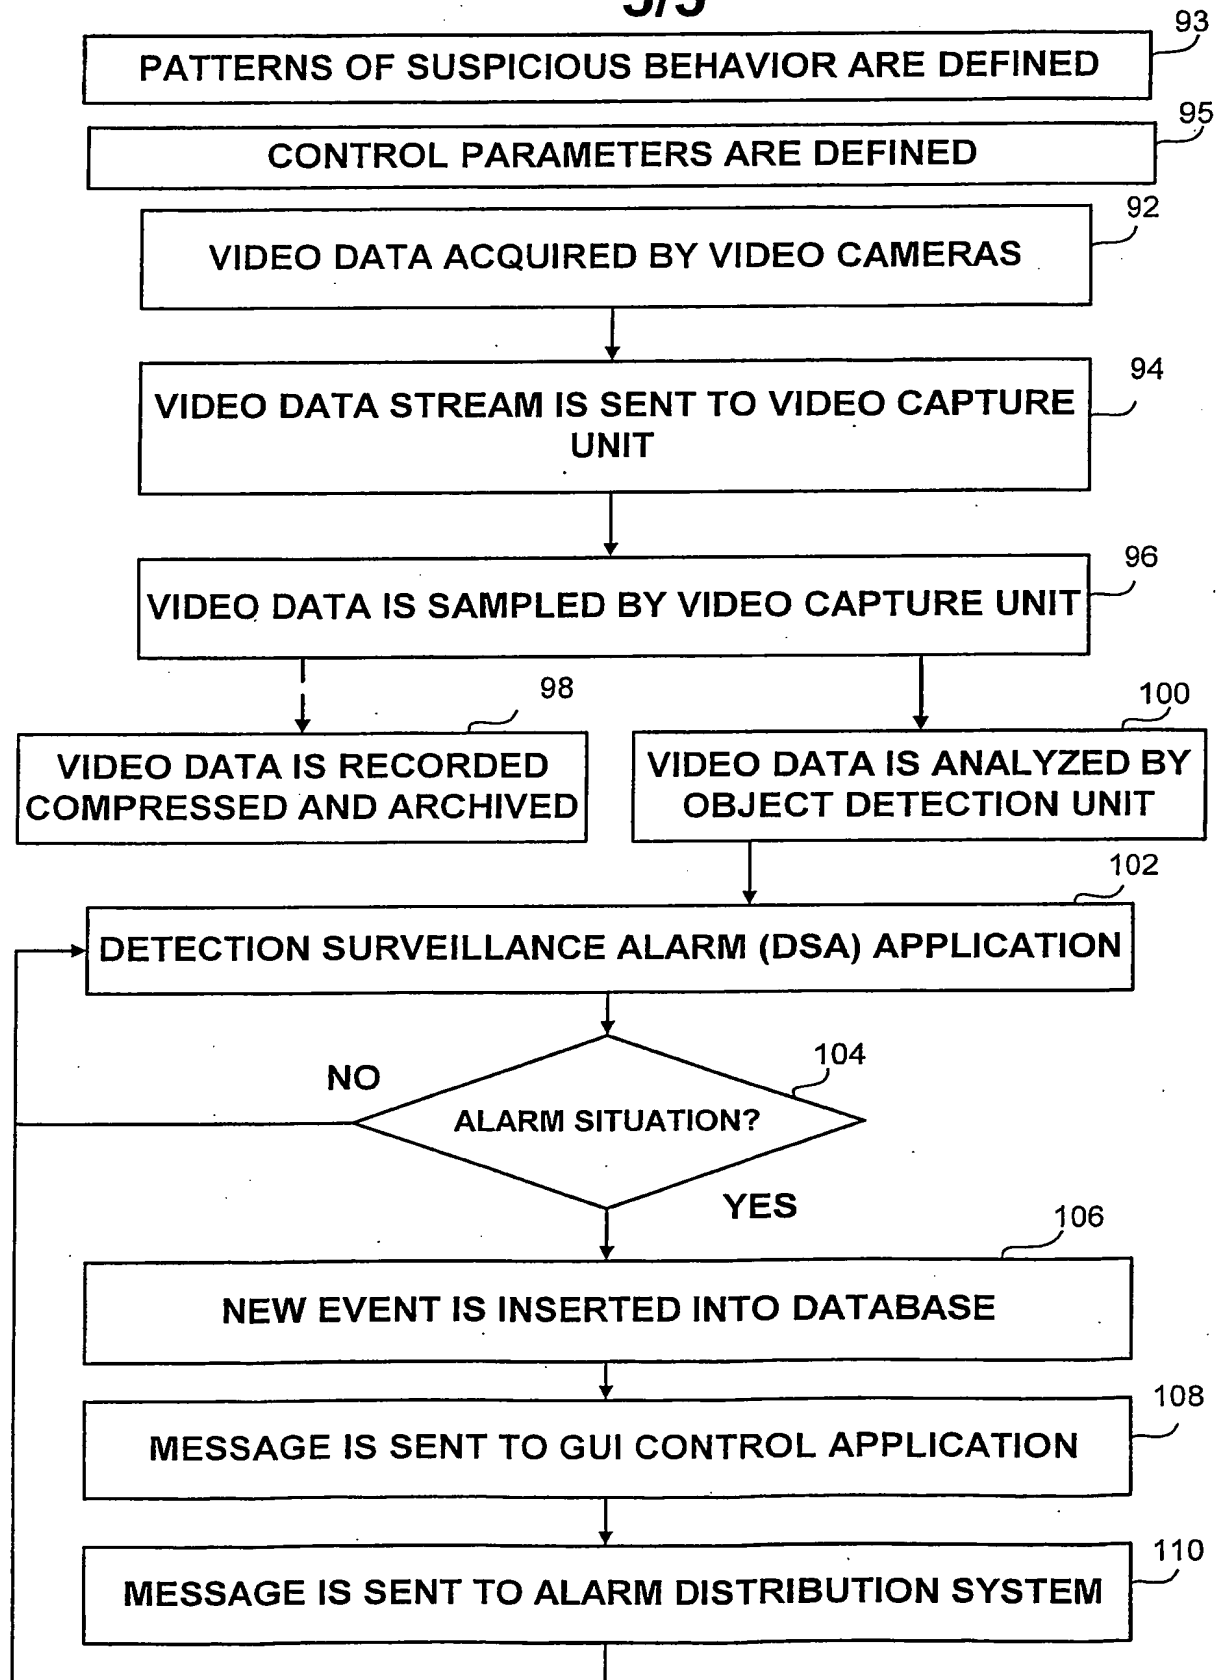 93
PATTERNS OF SUSPICIOUS BEHAVIOR ARE DEFINED
95
CONTROL PARAMETERS ARE DEFINED
92
VIDEO DATA ACQUIRED BY VIDEO CAMERAS
94
VIDEO DATA STREAM IS SENT TO VIDEO CAPTURE
UNIT
96
VIDEO DATA IS SAMPLED BY VIDEO CAPTURE UNIT
98
VIDEO DATA IS RECORDED
COMPRESSED AND ARCHIVED
100
VIDEO DATA IS ANALYZED BY
OBJECT DETECTION UNIT
102
DETECTION SURVEILLANCE ALARM (DSA) APPLICATION
104
NO
ALARM SITUATION?
YES
106
NEW EVENT IS INSERTED INTO DATABASE
108
MESSAGE IS SENT TO GUI CONTROL APPLICATION
110
MESSAGE IS SENT TO ALARM DISTRIBUTION SYSTEM